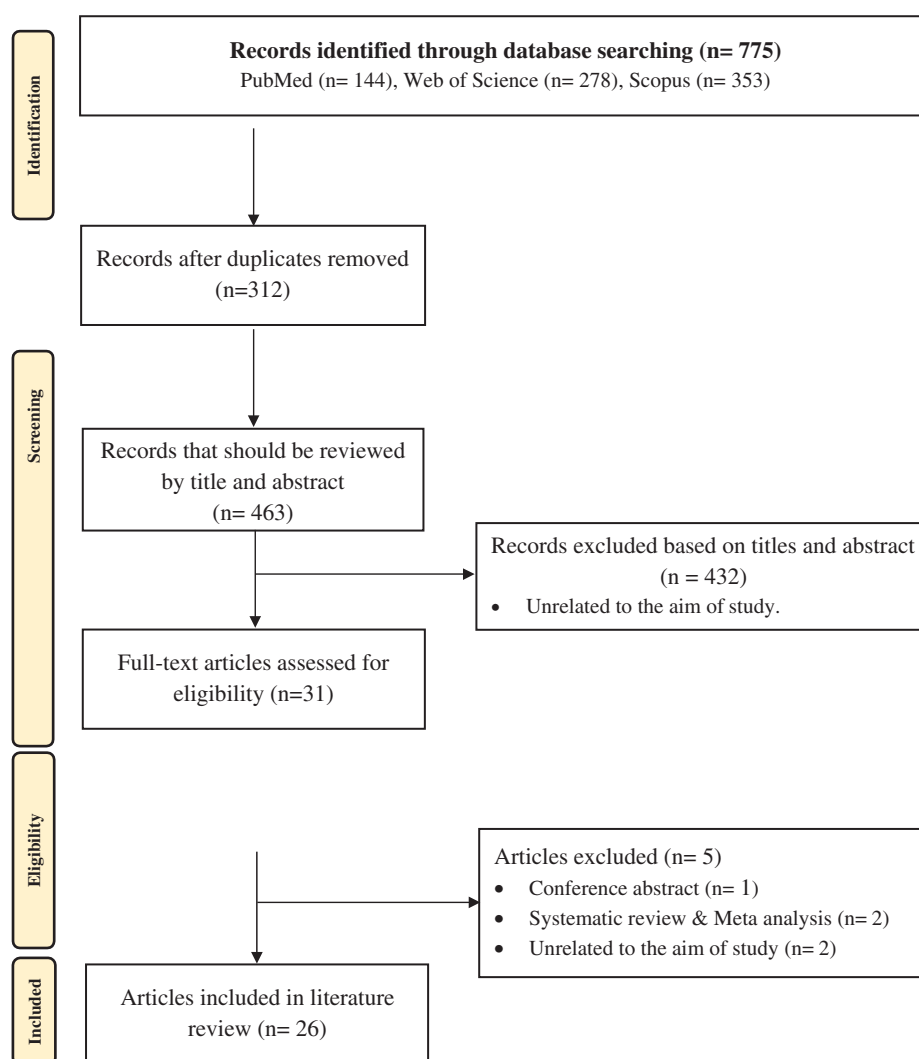 Identification
Records identified through database searching (n= 775)
PubMed (n= 144), Web of Science (n= 278), Scopus (n= 353)
Records after duplicates removed
(n=312)
Screening
Records that should be reviewed
by title and abstract
(n= 463)
Records excluded based on titles and abstract
(n = 432)
• Unrelated to the aim of study.
Full-text articles assessed for
eligibility (n=31)
Eligibility
Articles excluded (n= 5)
• Conference abstract (n= 1)
• Systematic review & Meta analysis (n= 2)
• Unrelated to the aim of study (n= 2)
Included
Articles included in literature
review (n= 26)